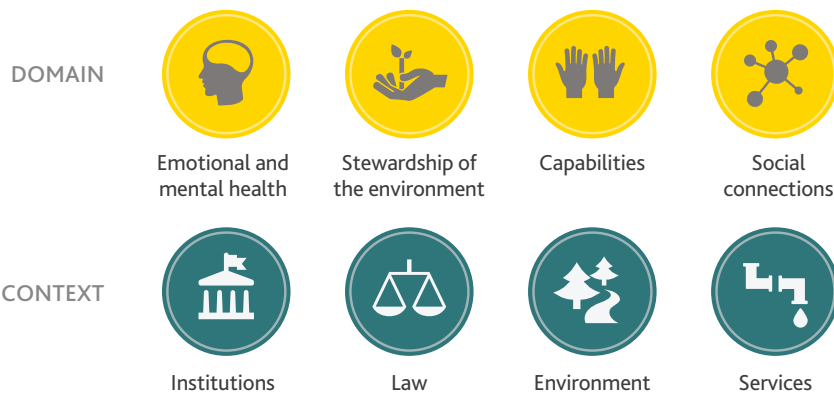 DOMAIN
Emotional and
mental health
Stewardship of
the environment
Capabilities
Social
connections
CONTEXT
Institutions
Law
Environment
Services